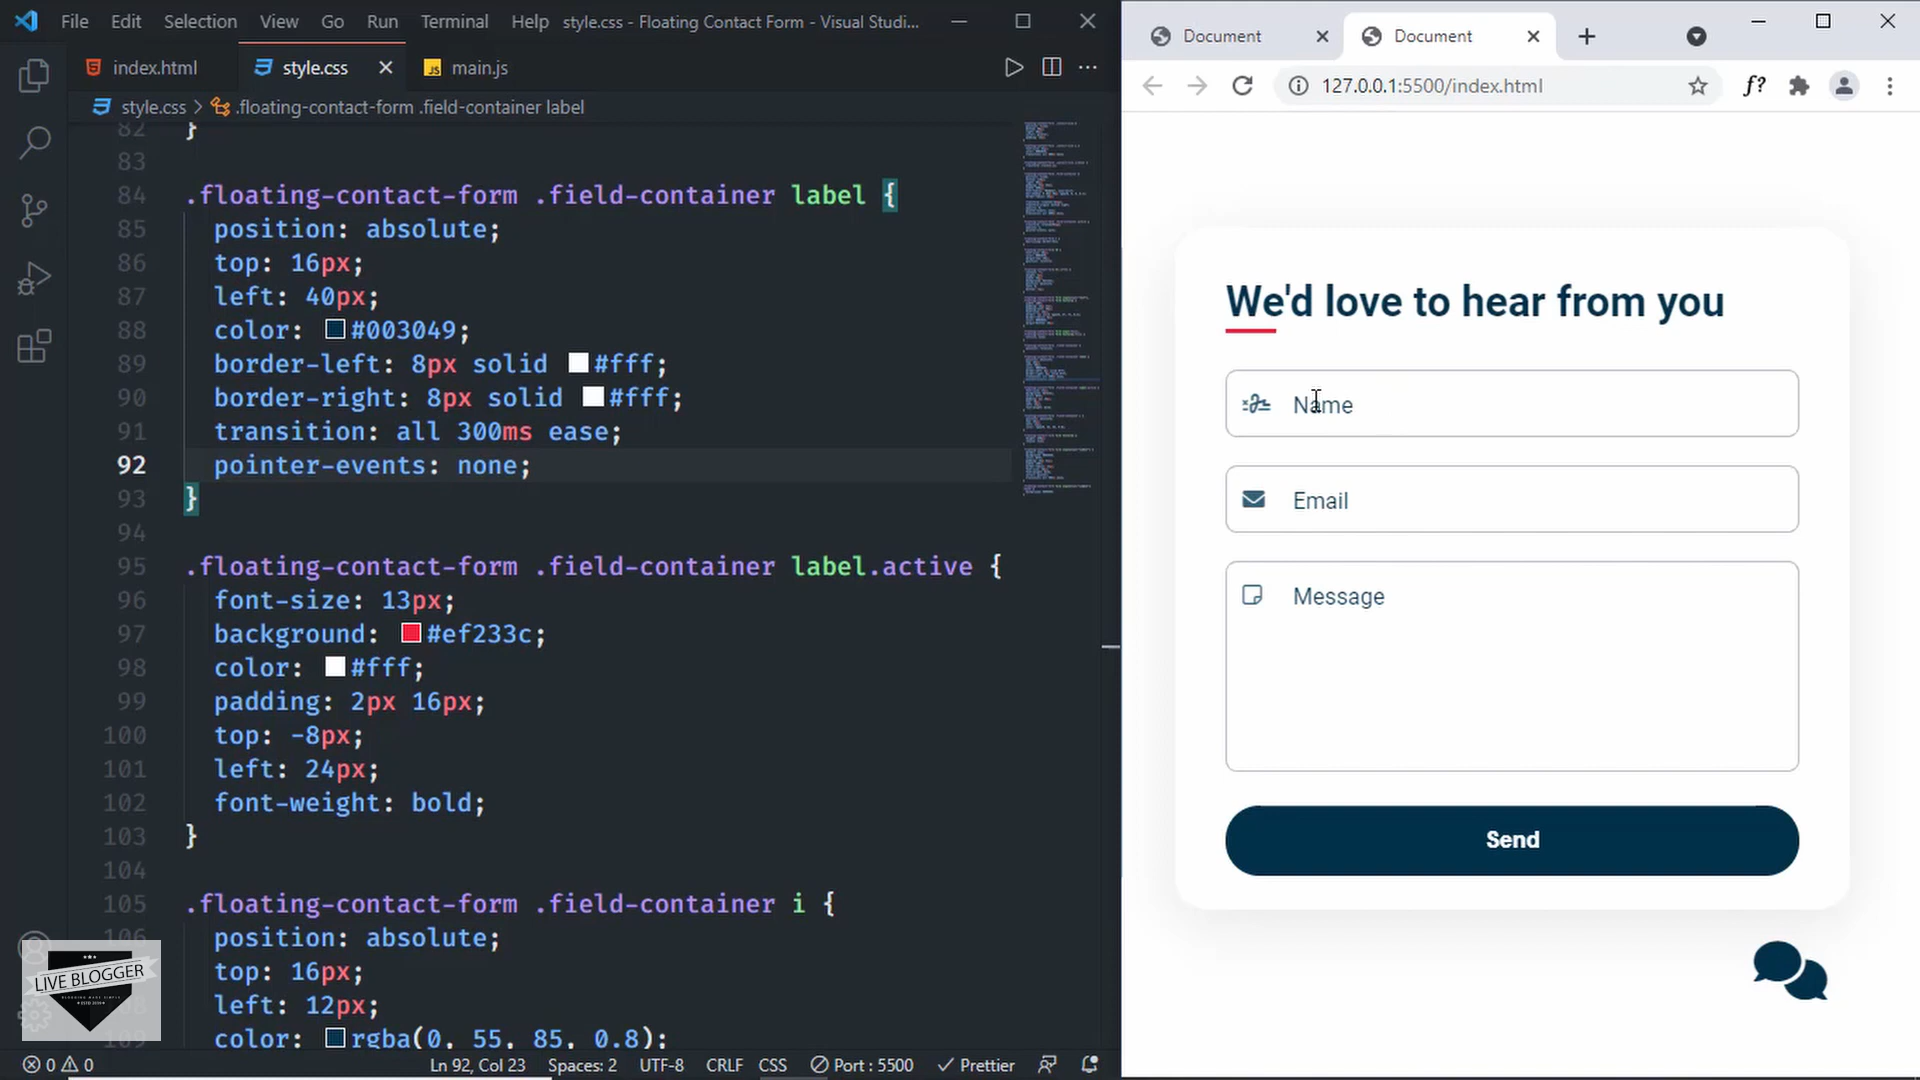 File Edit Selection View Go Run Terminal Help style.css - Floating Contact Form - Visual Studi...
index.html style.css main.js
style.css > .floating-contact-form .field-container label
82 }
83
84 .floating-contact-form .field-container label {
85 position: absolute;
86 top: 16px;
87 left: 40px;
88 color: #003049;
89 border-left: 8px solid #fff;
90 border-right: 8px solid #fff;
91 transition: all 300ms ease;
92 pointer-events: none;
93 }
94
95 .floating-contact-form .field-container label.active {
96 font-size: 13px;
97 background: #ef233c;
98 color: #fff;
99 padding: 2px 16px;
100 top: -8px;
101 left: 24px;
102 font-weight: bold;
103 }
104
105 .floating-contact-form .field-container i {
106 position: absolute;
top: 16px;
left: 12px;
109 color: rgba(0, 55, 85, 0.8);
LIVE BLOGGER
0 0 Ln 92, Col 23 Spaces: 2 UTF-8 CRLF CSS Port : 5500 Prettier
Document Document
127.0.0.1:5500/index.html f?
We'd love to hear from you
Name
Email
Message
Send